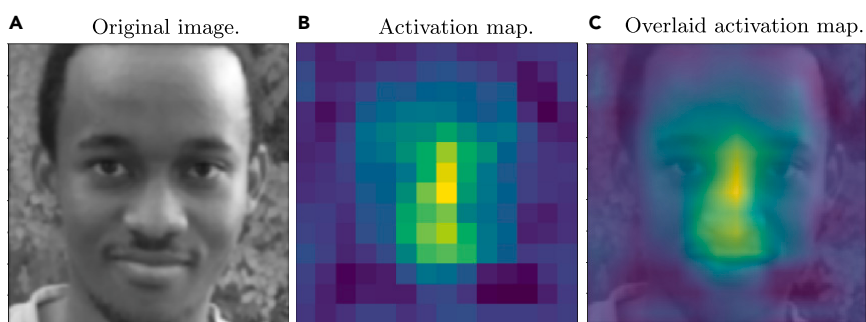 A Original image.
B Activation map.
C Overlaid activation map.